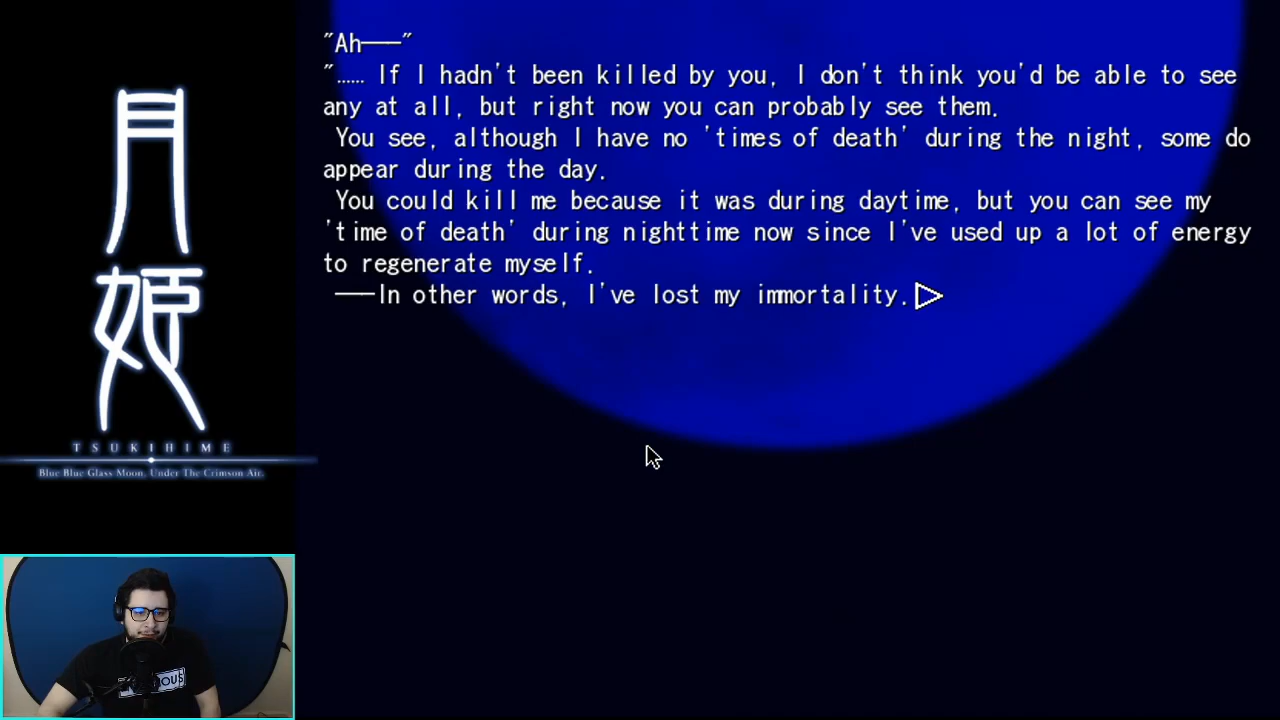 "Ah───"
"…… If I hadn't been killed by you, I don't think you'd be able to see
any at all, but right now you can probably see them.
You see, although I have no 'times of death' during the night, some do
appear during the day.
You could kill me because it was during daytime, but you can see my
'time of death' during nighttime now since I've used up a lot of energy
to regenerate myself.
───In other words, I've lost my immortality.
月
姫
TSUKIHIME
Blue Blue Glass Moon, Under The Crimson Air.